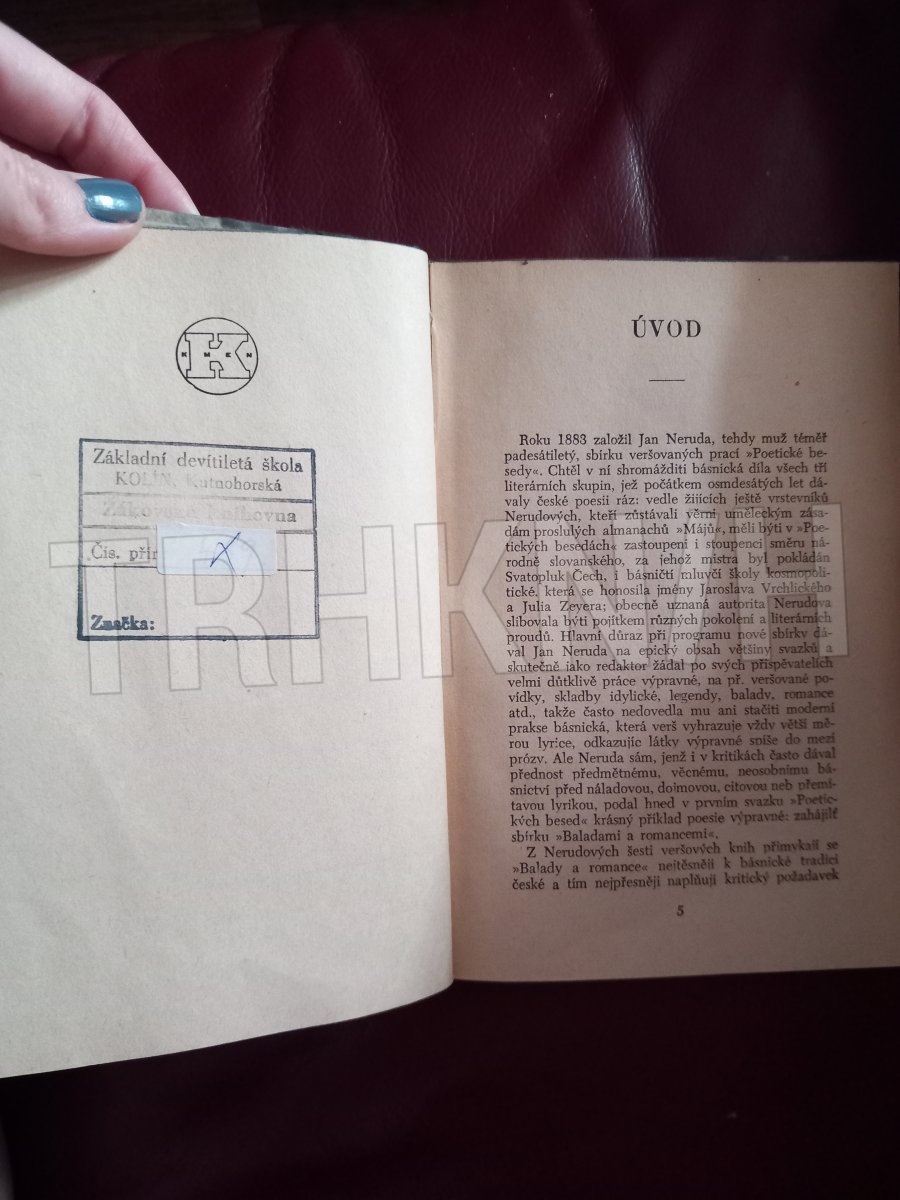 K
KMEN
Základní devítiletá škola
KOLÍN, Kutnohorská
Žákovská knihovna
Čís. přír
x
Značka:
TRHKNIH
ÚVOD
Roku 1883 založil Jan Neruda, tehdy muž téměř
padesátiletý, sbírku veršovaných prací »Poetické be-
sedy«. Chtěl v ní shromážditi básnická díla všech tří
literárních skupin, jež počátkem osmdesátých let dá-
valy české poesii ráz: vedle žijících ještě vrstevníků
Nerudových, kteří zůstávali věrni uměleckým zása-
dám proslulých almanachů »Májů«, měli býti v »Poe-
tických besedách« zastoupeni i stoupenci směru ná-
rodně slovanského, za jehož mistra byl pokládán
Svatopluk Čech, i básničtí mluvčí školy kosmopoli-
tické, která se honosila jmény Jaroslava Vrchlického
a Julia Zeyera; obecně uznaná autorita Nerudova
slibovala býti pojítkem různých pokolení a literárních
proudů. Hlavní důraz při programu nové sbírky dá-
val Jan Neruda na epický obsah většiny svazků a
skutečně jako redaktor žádal po svých přispěvatelích
velmi důtklivě práce výpravné, na př. veršované po-
vídky, skladby idylické, legendy, balady, romance
atd., takže často nedovedla mu ani stačiti moderní
prakse básnická, která verš vyhrazuje vždy větší mě-
rou lyrice, odkazujíc látky výpravné spíše do mezí
prózy. Ale Neruda sám, jenž i v kritikách často dával
přednost předmětnému, věcnému, neosobnímu bá-
snictví před náladovou, dojmovou, citovou neb přemí-
tavou lyrikou, podal hned v prvním svazku »Poetic-
kých besed« krásný příklad poesie výpravné: zahájilť
sbírku »Baladami a romancemi«.
Z Nerudových šesti veršových knih přimykají se
»Balady a romance« nejtěsněji k básnické tradici
české a tím nejpřesněji naplňují kritický požadavek
5